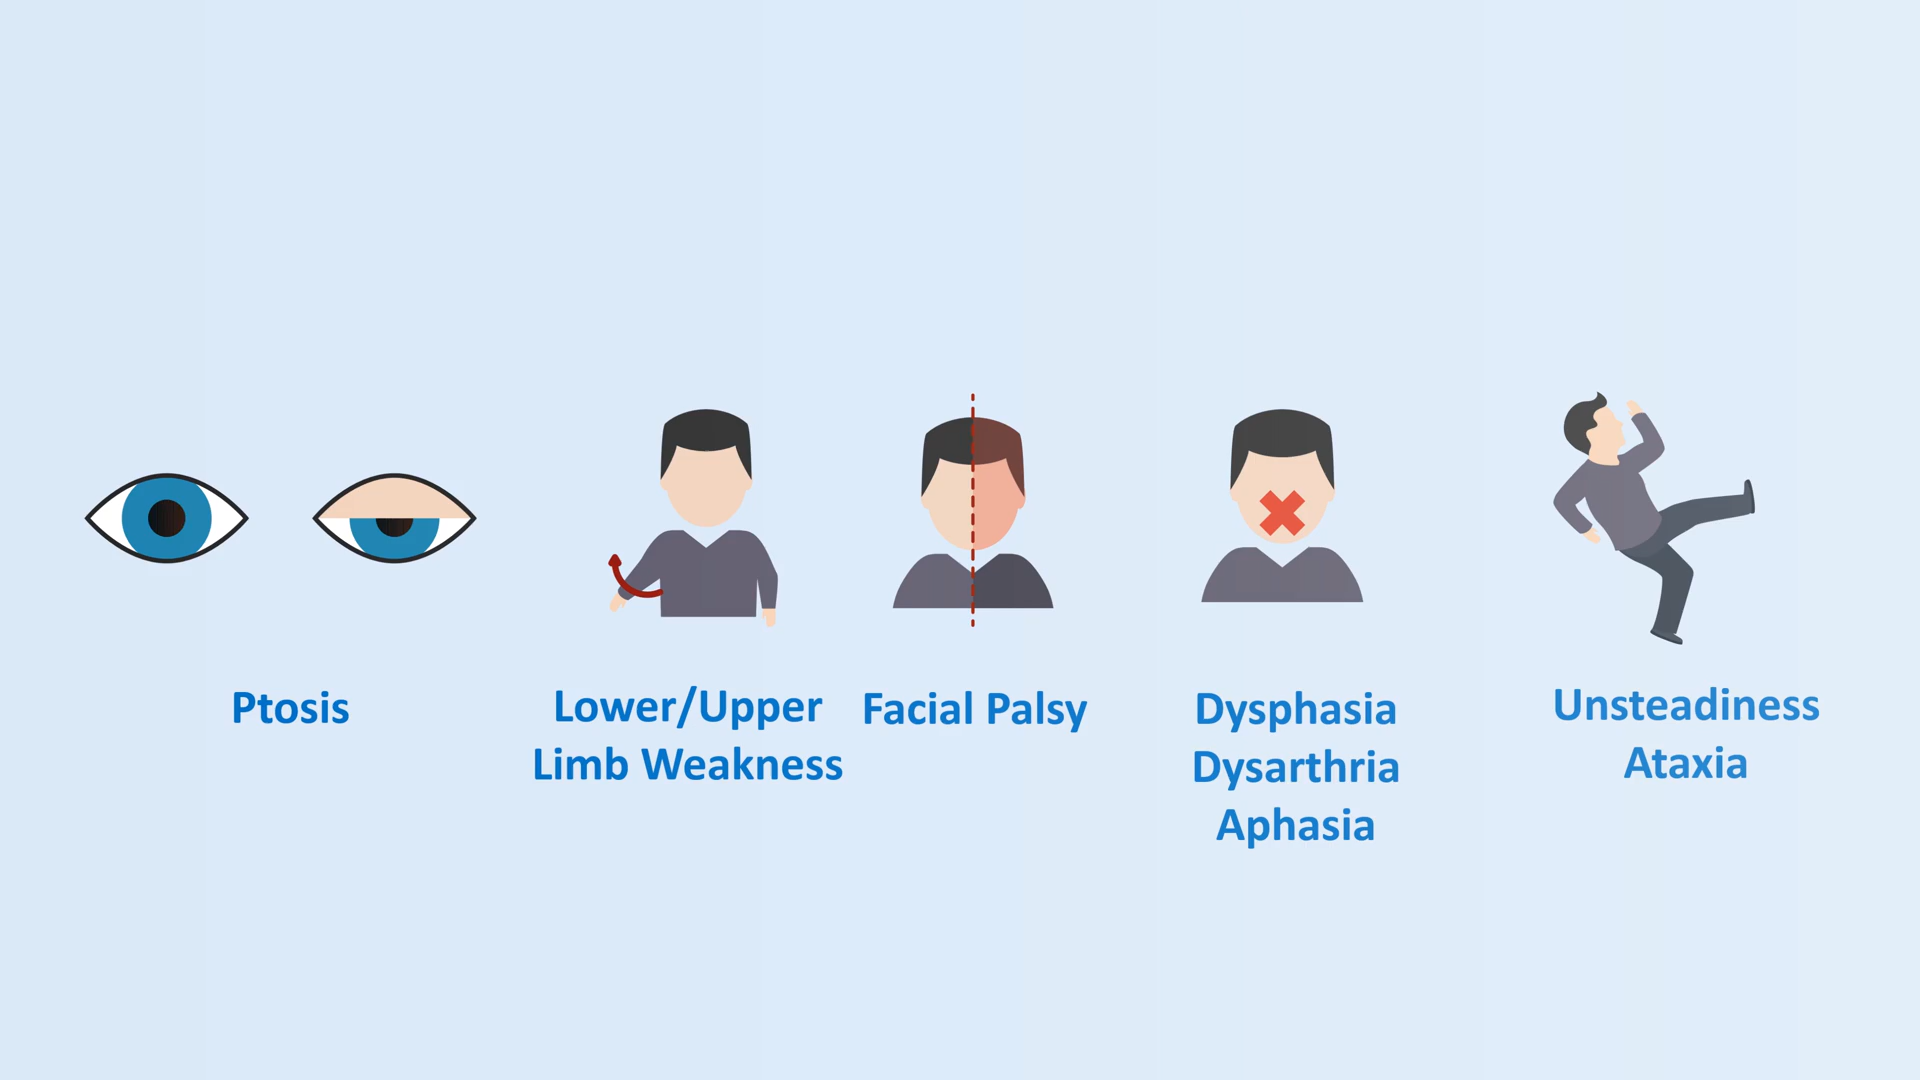 Ptosis
Lower/Upper
Limb Weakness
Facial Palsy
Dysphasia
Dysarthria
Aphasia
Unsteadiness
Ataxia